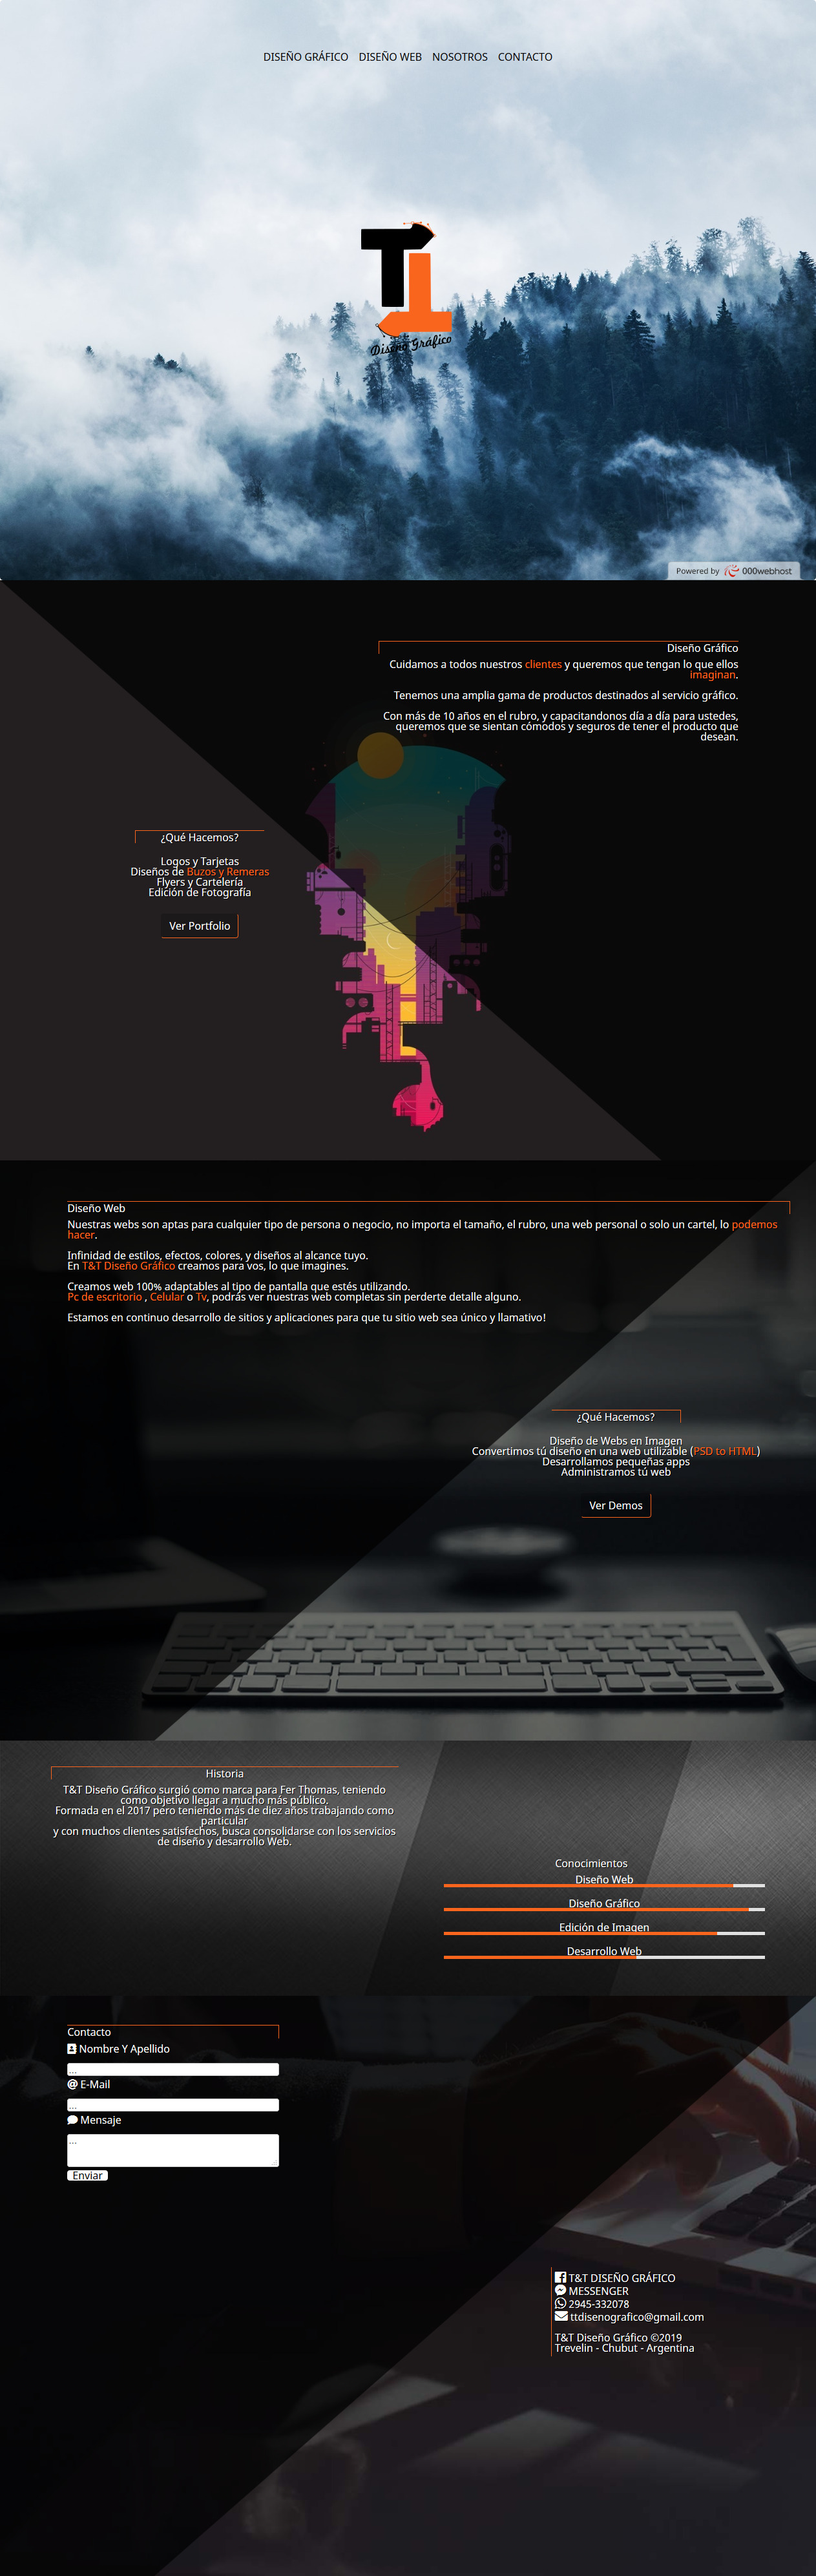 DISEÑO GRÁFICO DISEÑO WEB NOSOTROS CONTACTO
Diseño Gráfico
Powered by 000webhost
Diseño Gráfico
Cuidamos a todos nuestros clientes y queremos que tengan lo que ellos
imaginan.
Tenemos una amplia gama de productos destinados al servicio gráfico.
Con más de 10 años en el rubro, y capacitandonos día a día para ustedes,
queremos que se sientan cómodos y seguros de tener el producto que
desean.
¿Qué Hacemos?
Logos y Tarjetas
Diseños de Buzos y Remeras
Flyers y Cartelería
Edición de Fotografía
Ver Portfolio
Diseño Web
Nuestras webs son aptas para cualquier tipo de persona o negocio, no importa el tamaño, el rubro, una web personal o solo un cartel, lo podemos
hacer.
Infinidad de estilos, efectos, colores, y diseños al alcance tuyo.
En T&T Diseño Gráfico creamos para vos, lo que imagines.
Creamos web 100% adaptables al tipo de pantalla que estés utilizando.
Pc de escritorio , Celular o Tv, podrás ver nuestras web completas sin perderte detalle alguno.
Estamos en continuo desarrollo de sitios y aplicaciones para que tu sitio web sea único y llamativo!
¿Qué Hacemos?
Diseño de Webs en Imagen
Convertimos tú diseño en una web utilizable (PSD to HTML)
Desarrollamos pequeñas apps
Administramos tú web
Ver Demos
Historia
T&T Diseño Gráfico surgió como marca para Fer Thomas, teniendo
como objetivo llegar a mucho más público.
Formada en el 2017 pero teniendo más de diez años trabajando como
particular
y con muchos clientes satisfechos, busca consolidarse con los servicios
de diseño y desarrollo Web.
Conocimientos
Diseño Web
Diseño Gráfico
Edición de Imagen
Desarrollo Web
Contacto
Nombre Y Apellido
...
E-Mail
...
Mensaje
...
Enviar
T&T DISEÑO GRÁFICO
MESSENGER
2945-332078
ttdisenografico@gmail.com
T&T Diseño Gráfico ©2019
Trevelin - Chubut - Argentina